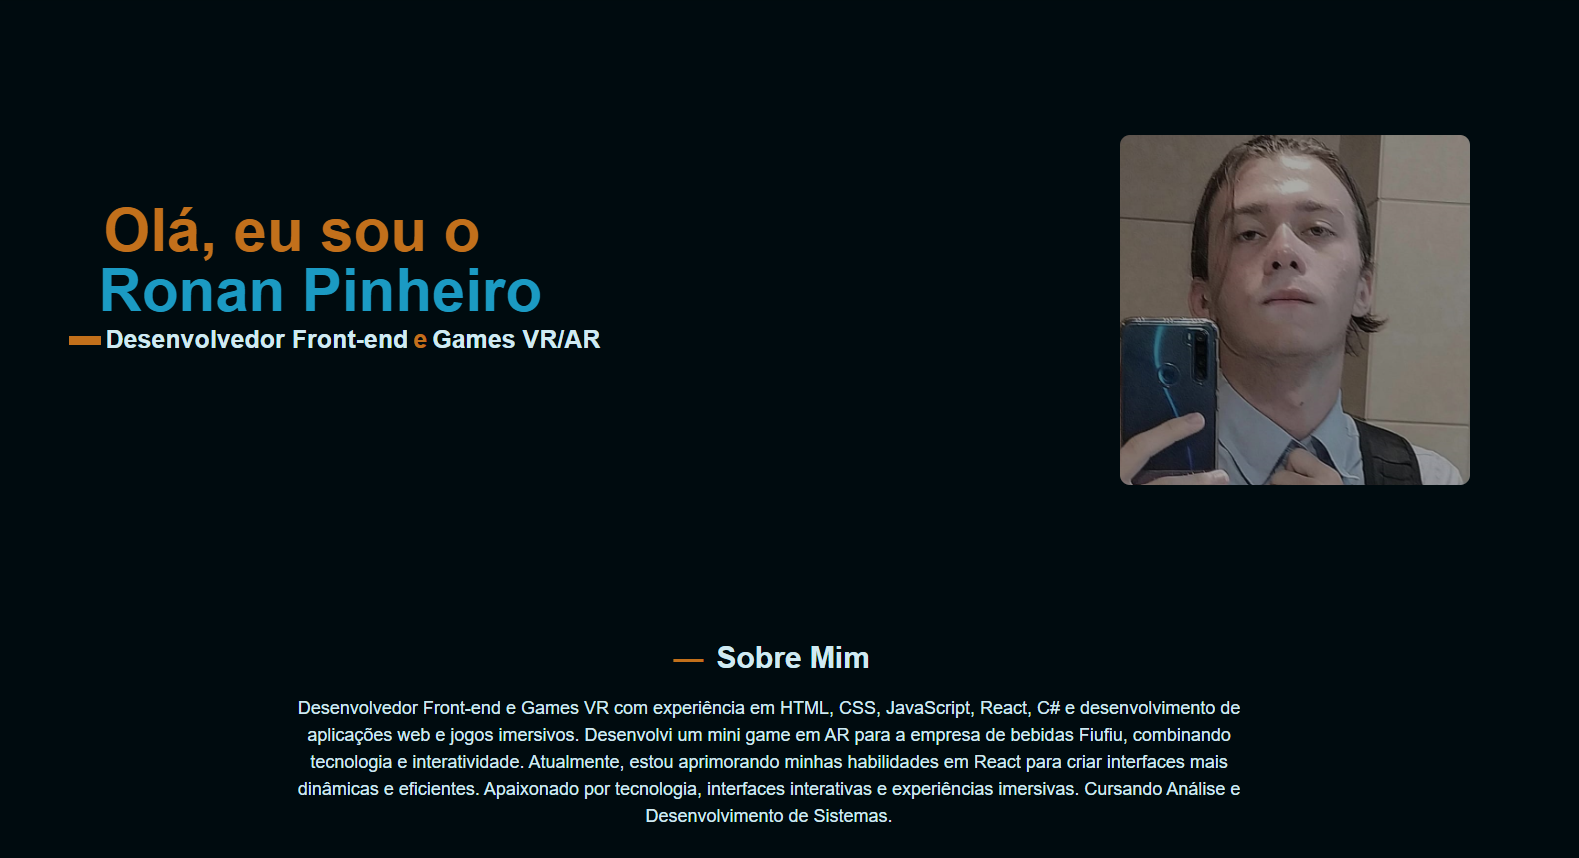 Olá, eu sou o
Ronan Pinheiro
Desenvolvedor Front-end e Games VR/AR
Sobre Mim
Desenvolvedor Front-end e Games VR com experiência em HTML, CSS, JavaScript, React, C# e desenvolvimento de
aplicações web e jogos imersivos. Desenvolvi um mini game em AR para a empresa de bebidas Fiufiu, combinando
tecnologia e interatividade. Atualmente, estou aprimorando minhas habilidades em React para criar interfaces mais
dinâmicas e eficientes. Apaixonado por tecnologia, interfaces interativas e experiências imersivas. Cursando Análise e
Desenvolvimento de Sistemas.